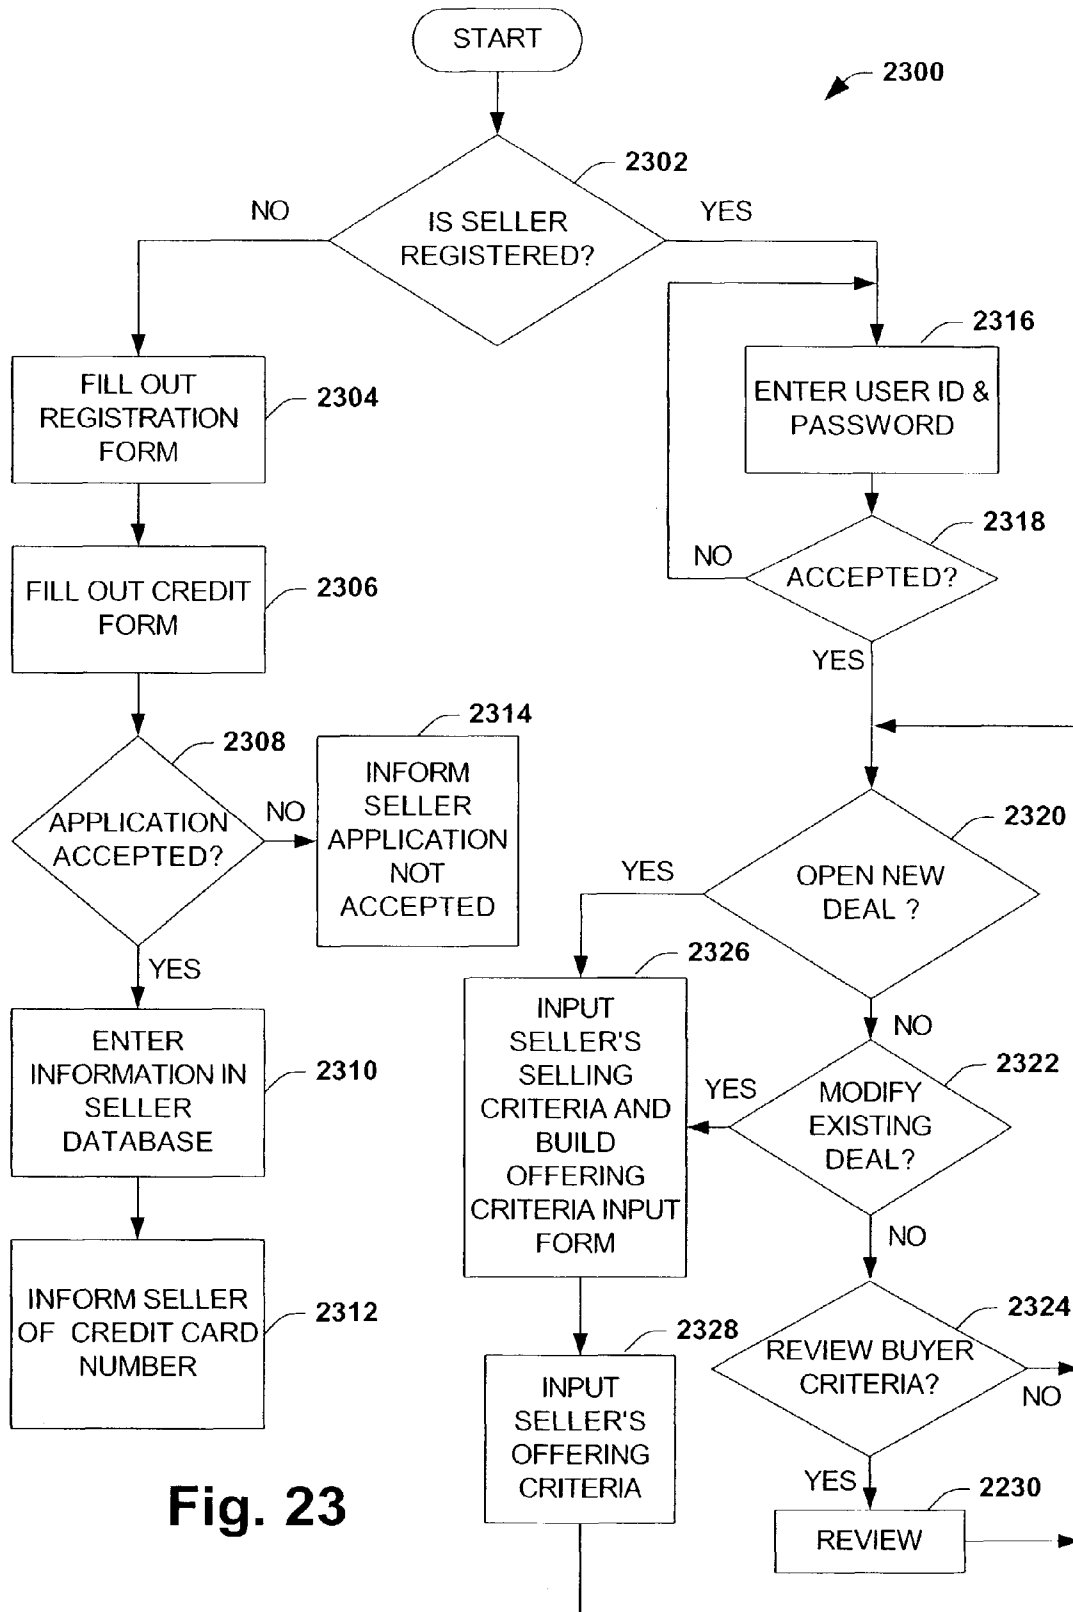 START
2300
2302
NO
YES
IS SELLER
REGISTERED?
2316
FILL OUT
REGISTRATION
FORM
2304
ENTER USER ID &
PASSWORD
2318
NO
ACCEPTED?
FILL OUT CREDIT
FORM
2306
YES
2308
2314
APPLICATION
ACCEPTED?
NO
INFORM
SELLER
APPLICATION
NOT
ACCEPTED
2320
YES
OPEN NEW
DEAL ?
YES
2326
NO
ENTER
INFORMATION IN
SELLER
DATABASE
2310
INPUT
SELLER'S
SELLING
CRITERIA AND
BUILD
OFFERING
CRITERIA INPUT
FORM
2322
YES
MODIFY
EXISTING
DEAL?
NO
INFORM SELLER
OF CREDIT CARD
NUMBER
2312
2328
2324
REVIEW BUYER
CRITERIA?
NO
INPUT
SELLER'S
OFFERING
CRITERIA
YES
2230
REVIEW
Fig. 23